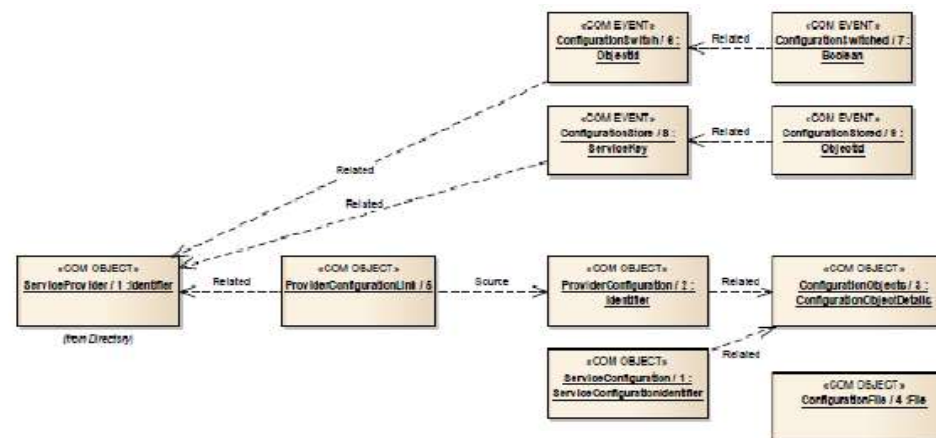 «COM EVENT»
ConfigurationSwitch / 6 :
ObjectId
Related
«COM EVENT»
ConfigurationSwitched / 7 :
Boolean
«COM EVENT»
ConfigurationStore / 8 :
ServiceKey
Related
«COM EVENT»
ConfigurationStored / 9 :
ObjectId
Related
Related
«COM OBJECT»
ServiceProvider / 1 :Identifier
(from Directory)
Related
«COM OBJECT»
ProviderConfigurationLink / 5
Source
«COM OBJECT»
ProviderConfiguration / 2 :
Identifier
Related
«COM OBJECT»
ConfigurationObjects / 3 :
ConfigurationObjectDetails
Related
«COM OBJECT»
ServiceConfiguration / 1 :
ServiceConfigurationIdentifier
«COM OBJECT»
ConfigurationFile / 4 :File